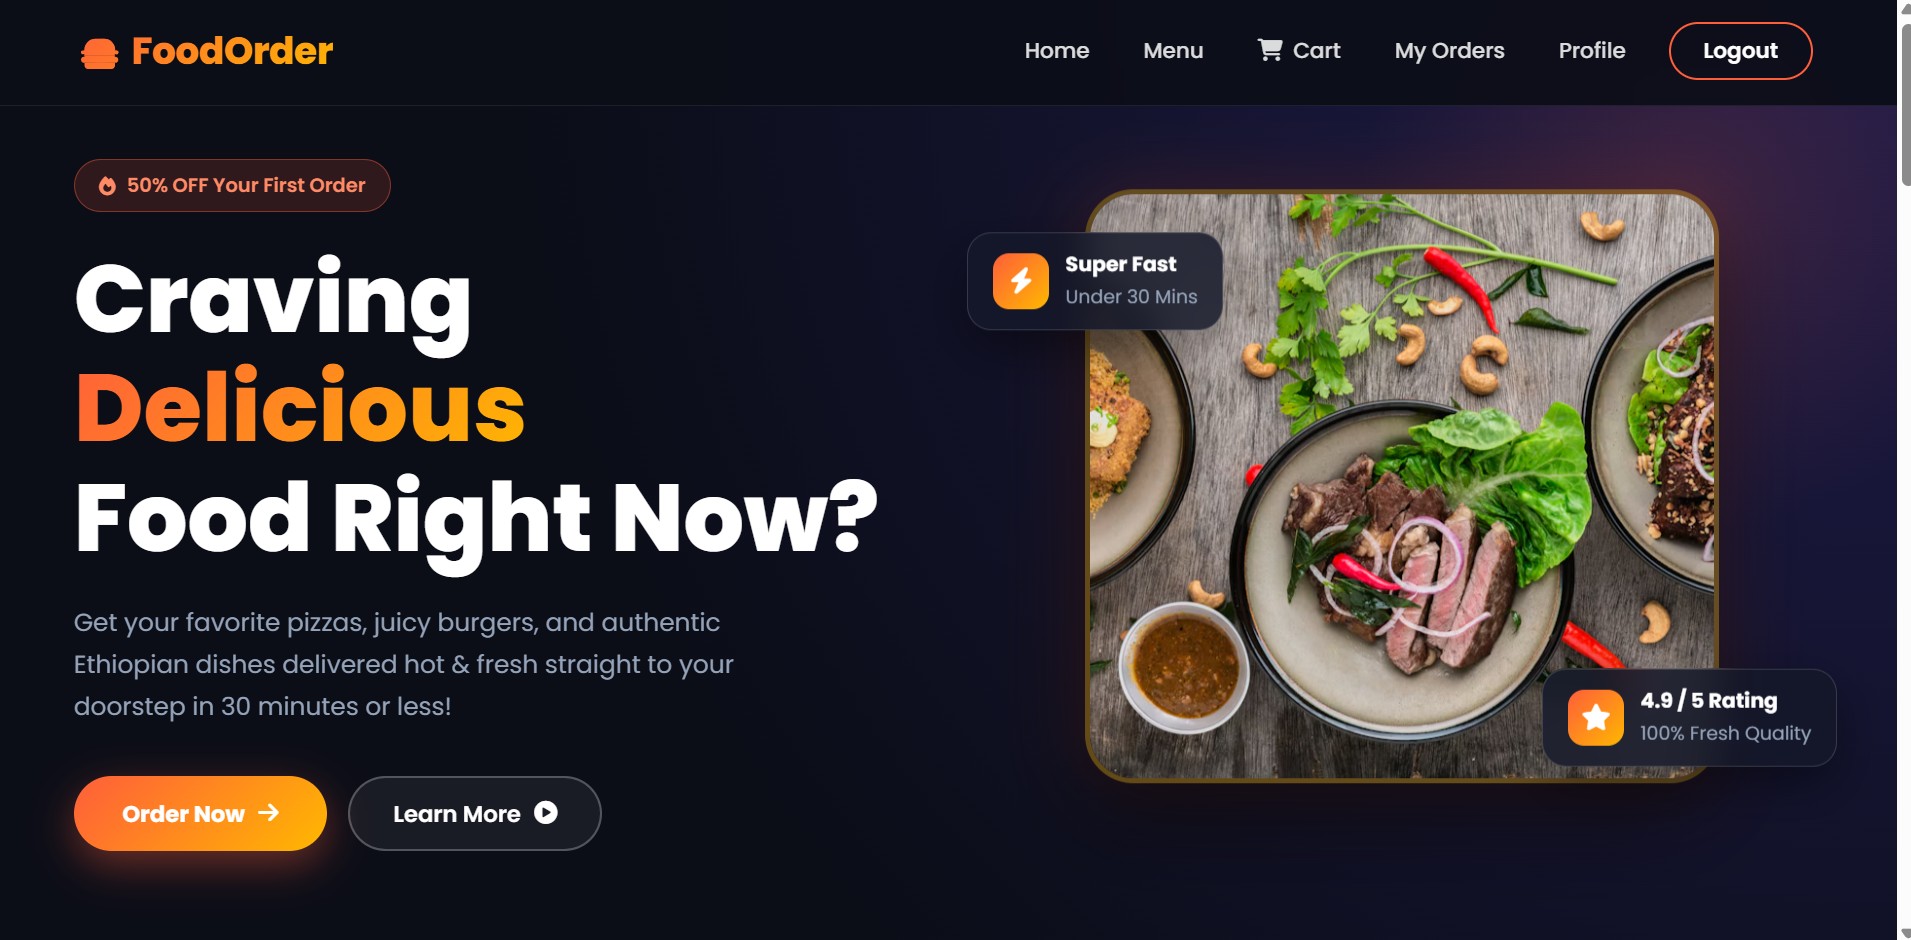 FoodOrder
Home
Menu
Cart
My Orders
Profile
Logout
50% OFF Your First Order
Craving
Delicious
Food Right Now?
Get your favorite pizzas, juicy burgers, and authentic
Ethiopian dishes delivered hot & fresh straight to your
doorstep in 30 minutes or less!
Order Now
Learn More
Super Fast
Under 30 Mins
4.9 / 5 Rating
100% Fresh Quality